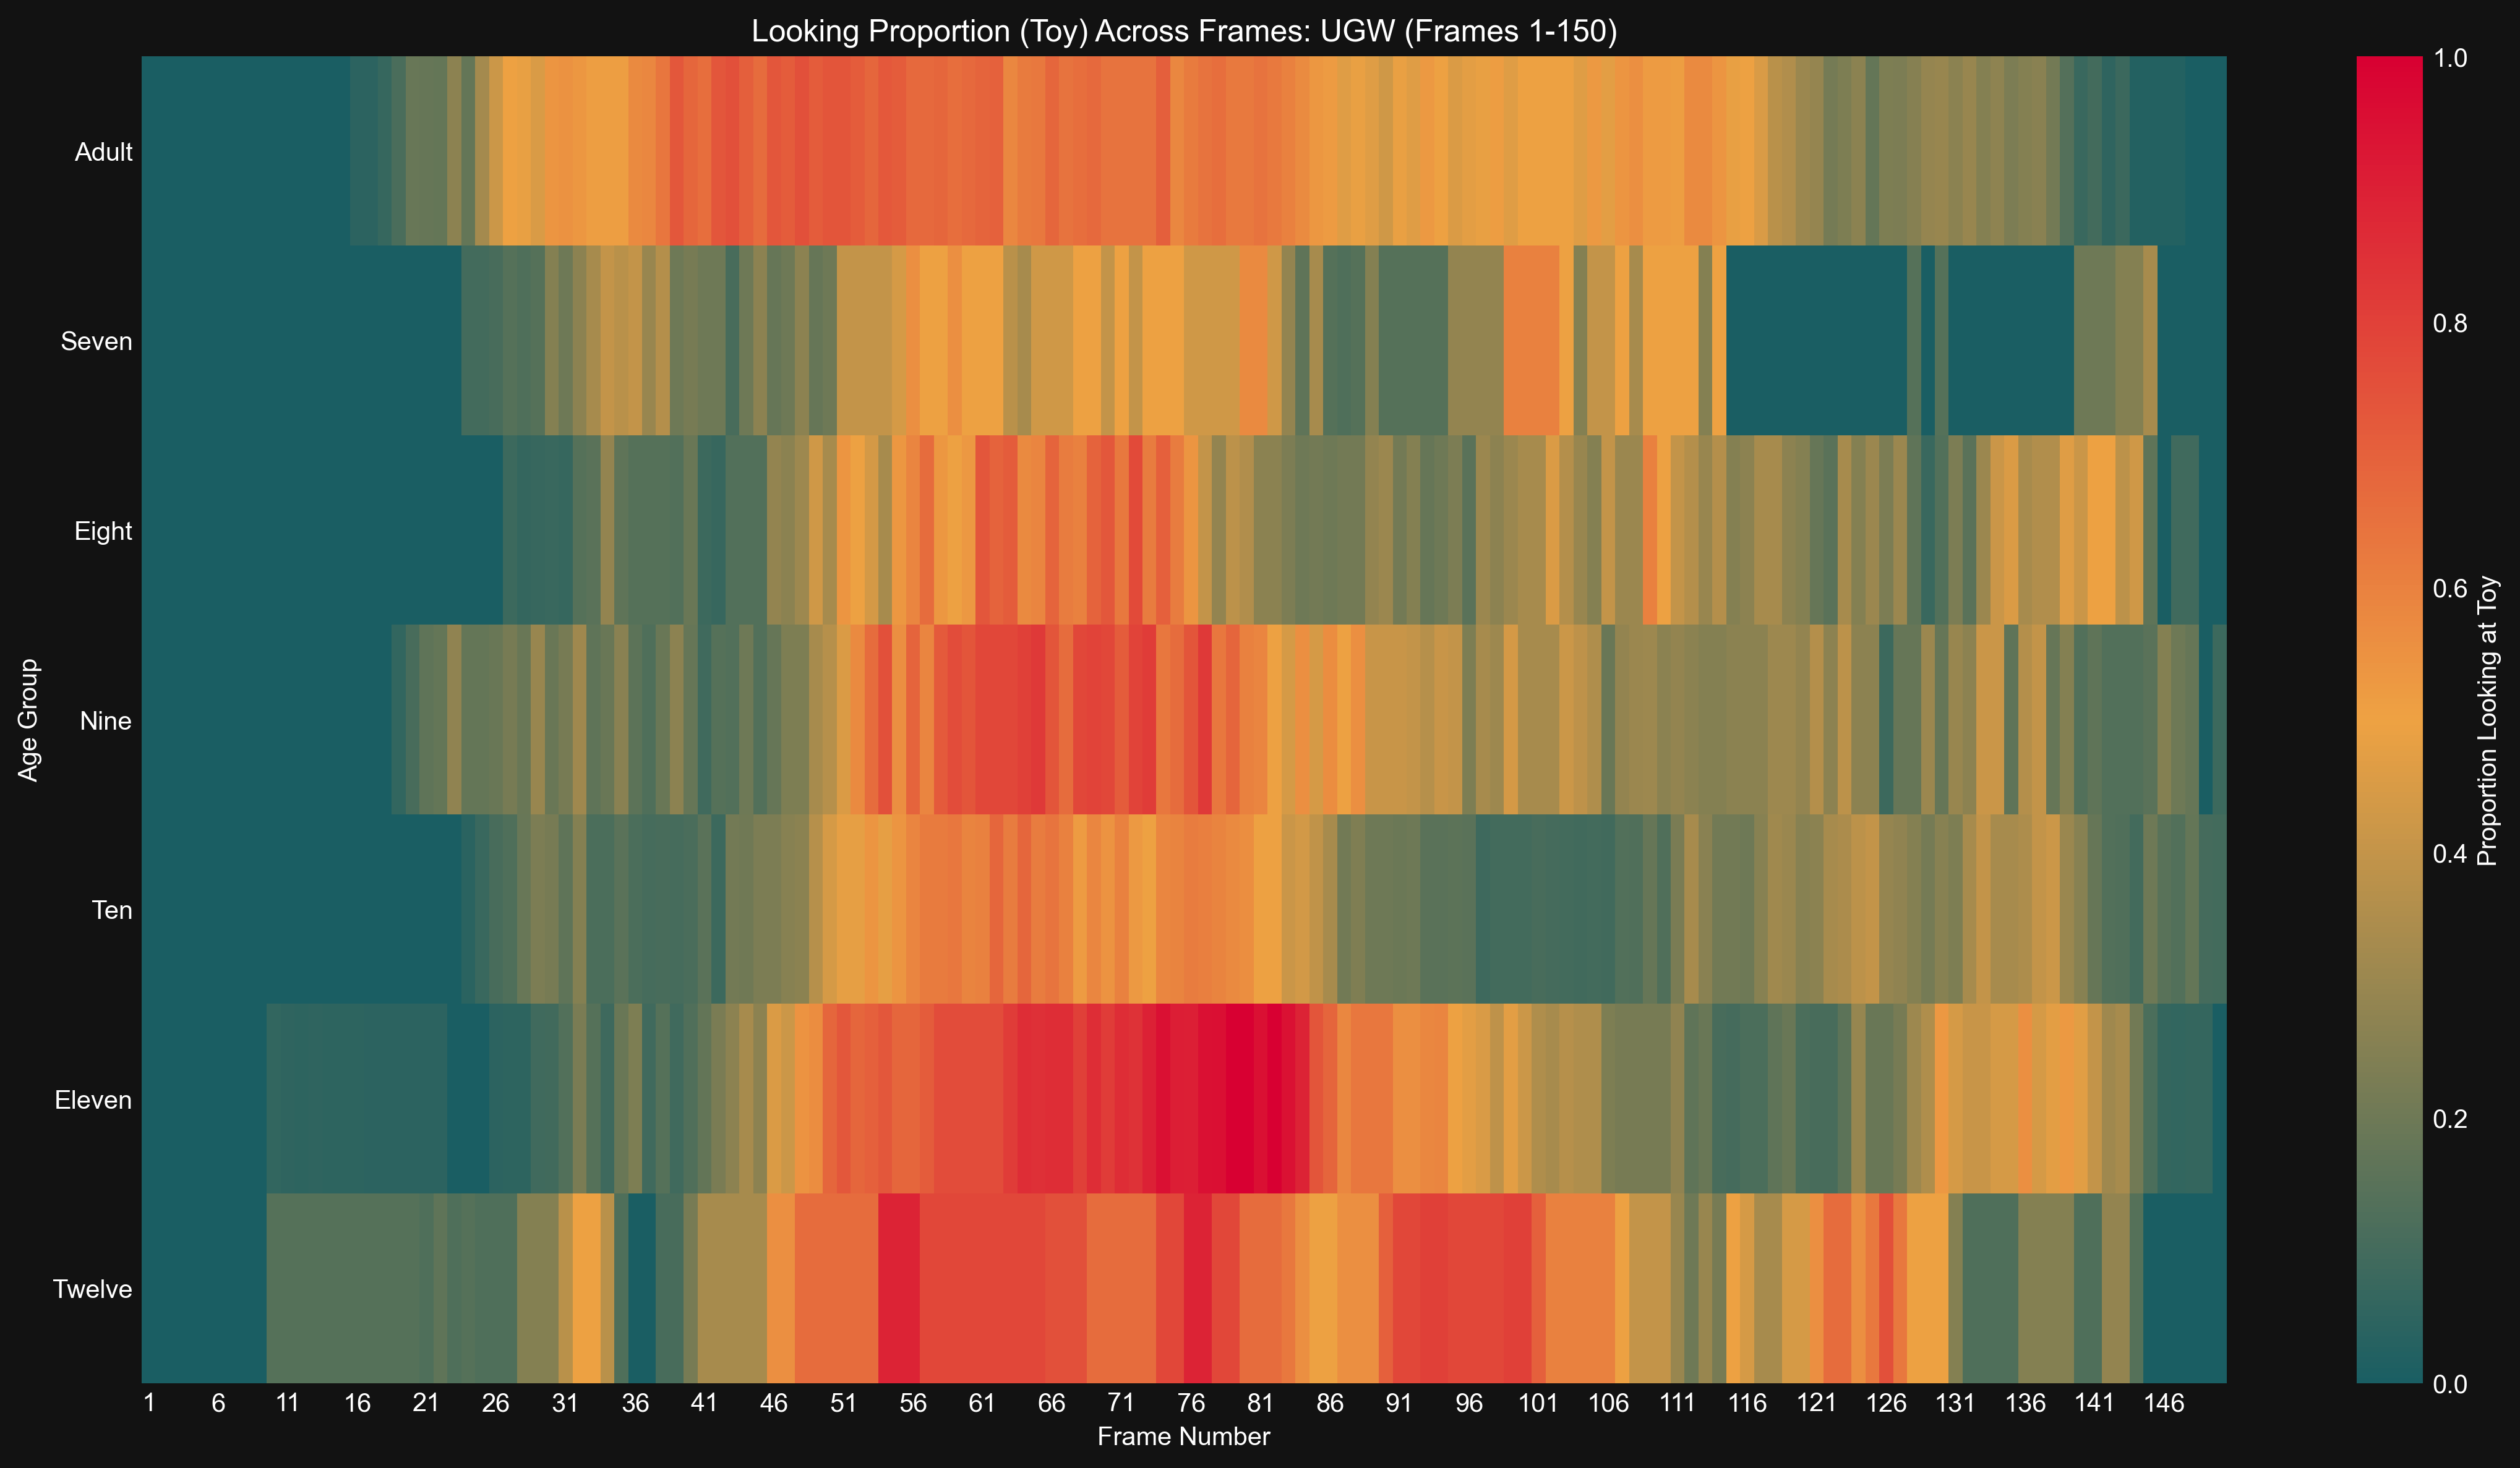 Looking Proportion (Toy) Across Frames: UGW (Frames 1-150)
Age Group
Adult
Seven
Eight
Nine
Ten
Eleven
Twelve
1 6 11 16 21 26 31 36 41 46 51 56 61 66 71 76 81 86 91 96 101 106 111 116 121 126 131 136 141 146
Frame Number
1.0
0.8
0.6
0.4
0.2
0.0
Proportion Looking at Toy